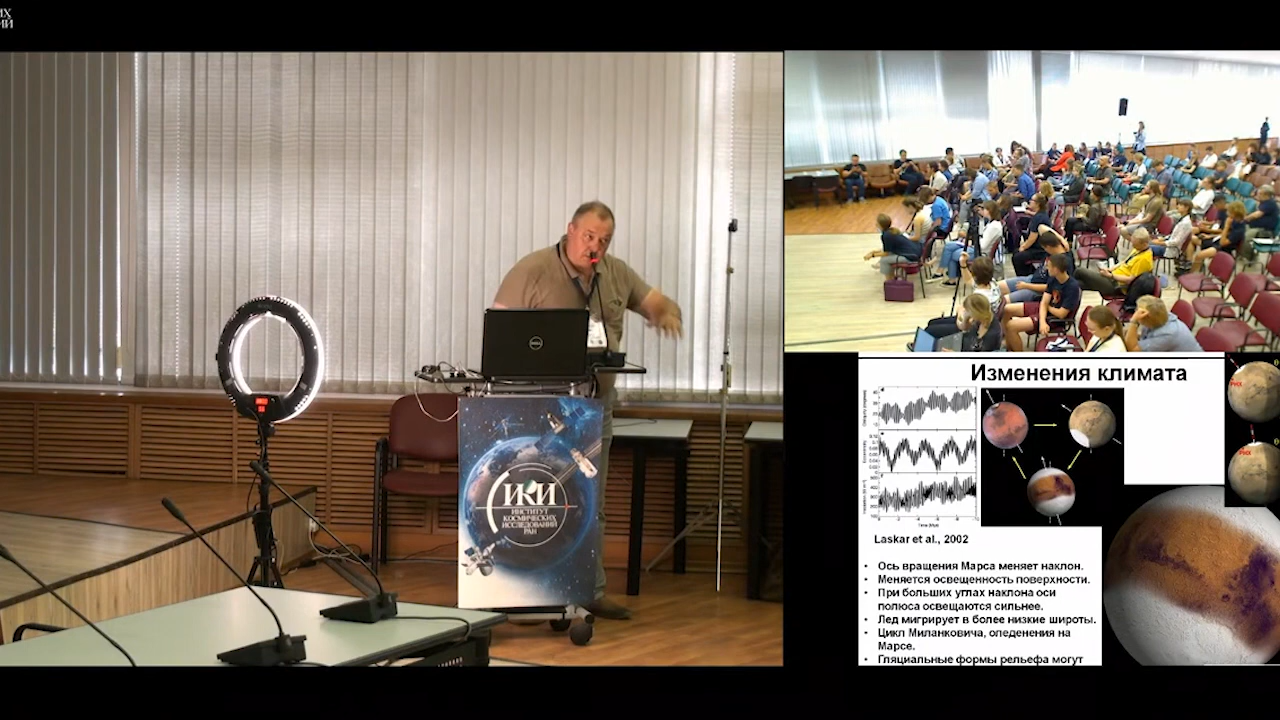 ИКИ
ИНСТИТУТ
КОСМИЧЕСКИХ
ИССЛЕДОВАНИЙ
РАН
DELL
Изменения климата
Laskar et al., 2002
• Ось вращения Марса меняет наклон.
• Меняется освещенность поверхности.
• При больших углах наклона оси
полюса освещаются сильнее.
• Лед мигрирует в более низкие широты.
• Цикл Миланковича, оледенения на
Марсе.
• Гляциальные формы рельефа могут